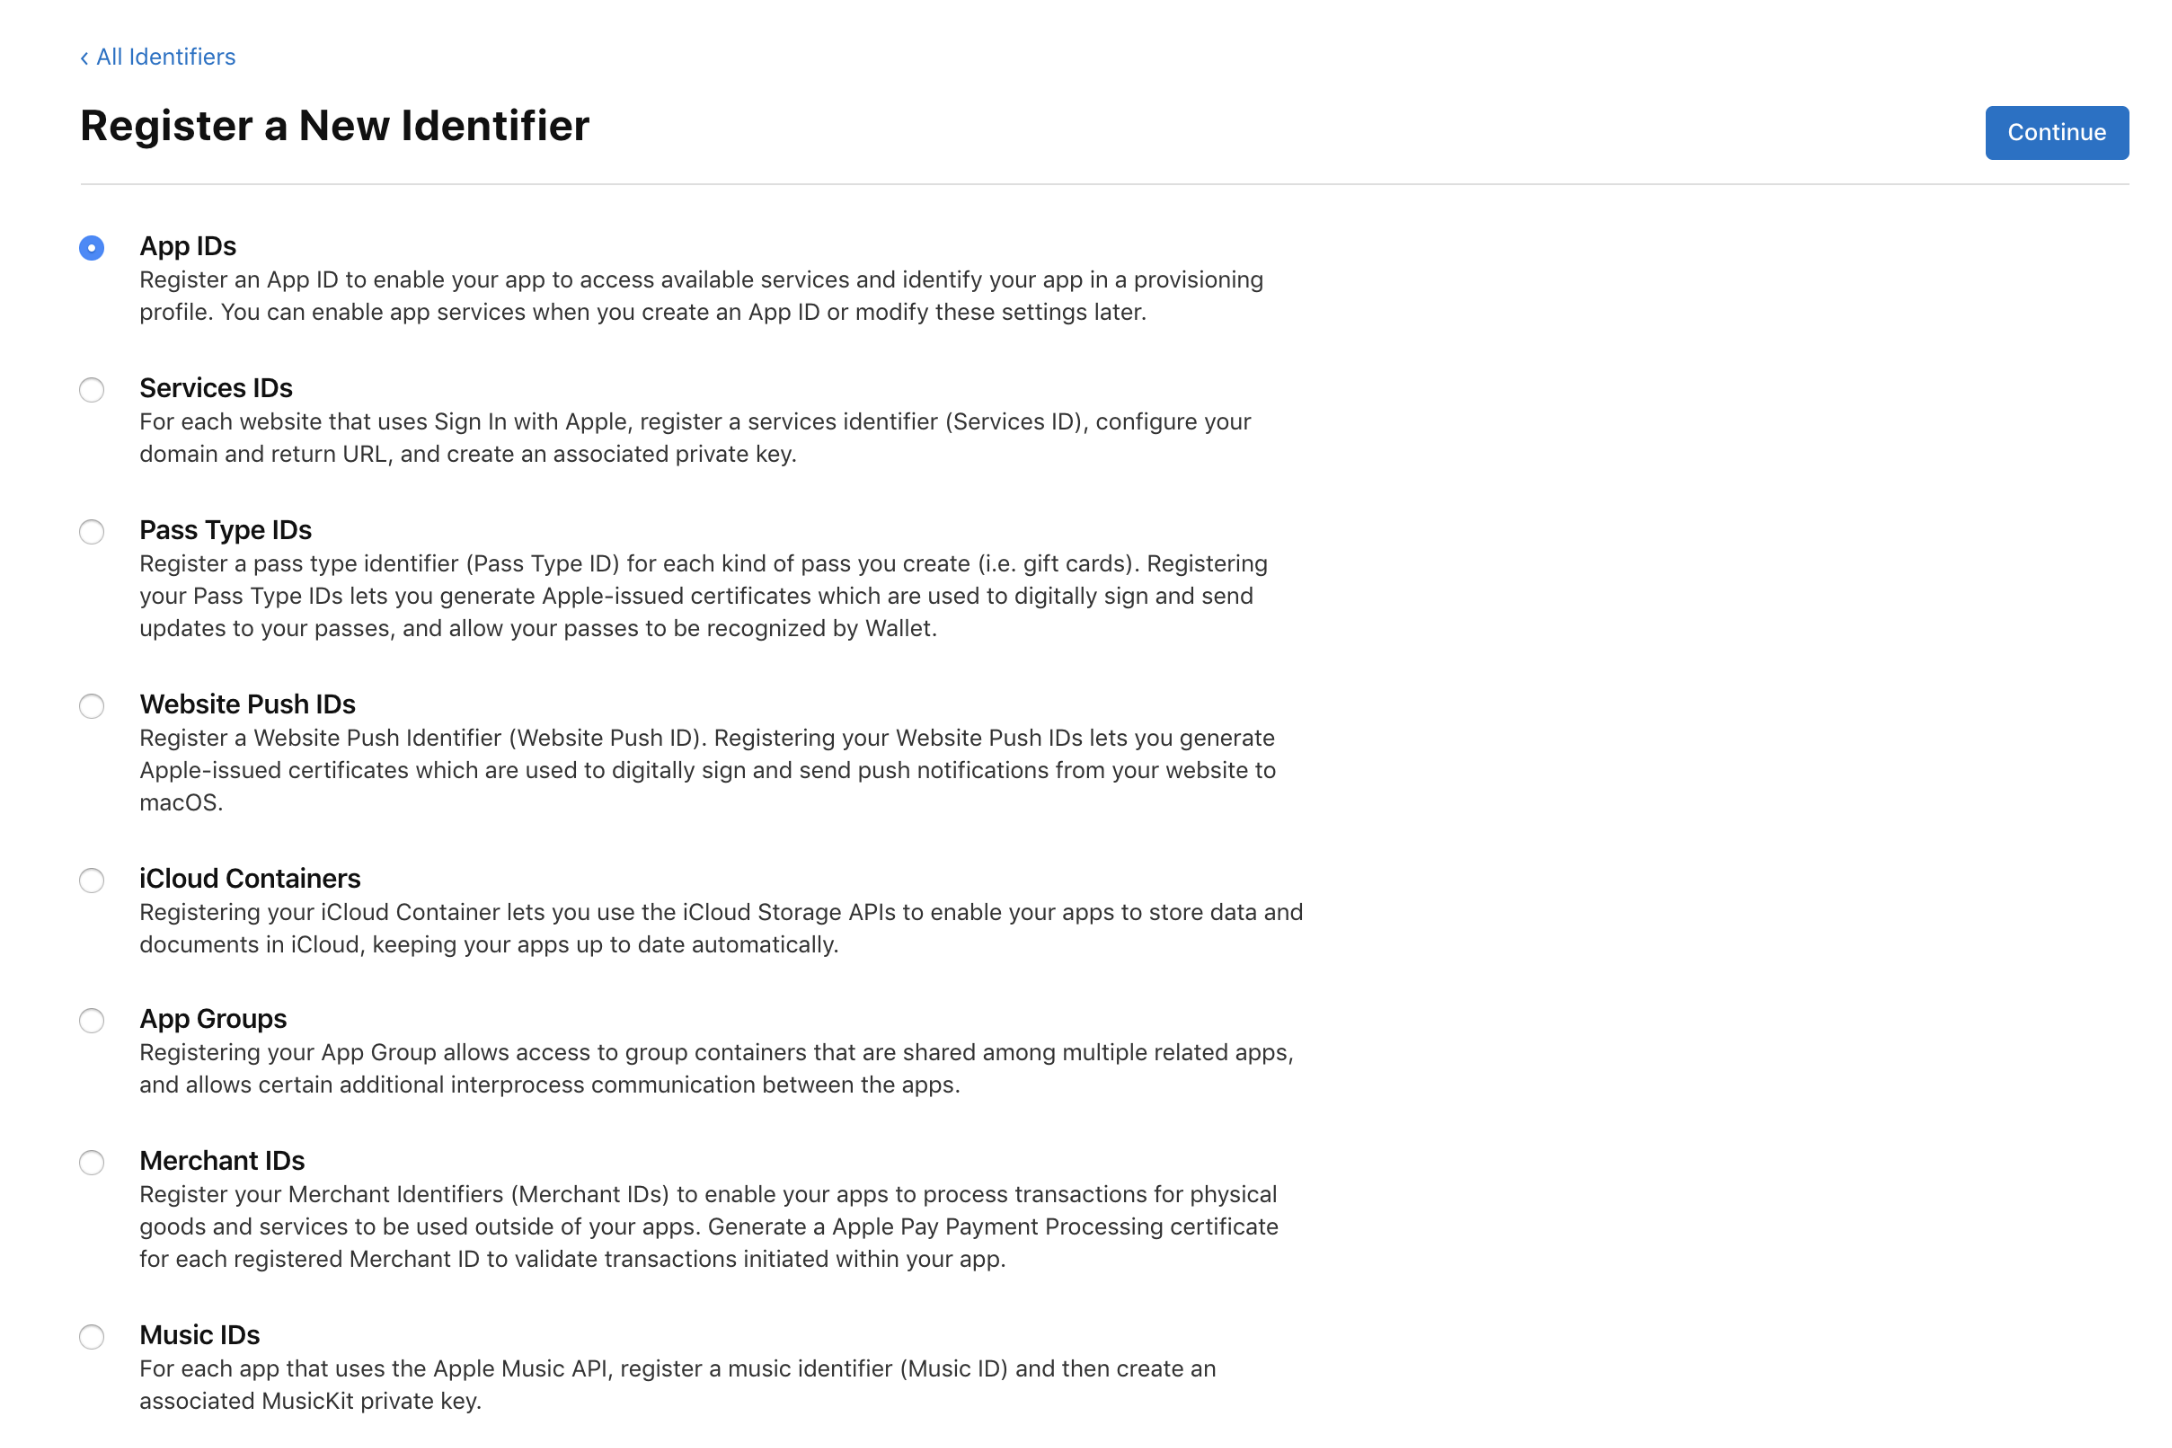 ‹ All Identifiers
Register a New Identifier
Continue
App IDs
Register an App ID to enable your app to access available services and identify your app in a provisioning
profile. You can enable app services when you create an App ID or modify these settings later.
Services IDs
For each website that uses Sign In with Apple, register a services identifier (Services ID), configure your
domain and return URL, and create an associated private key.
Pass Type IDs
Register a pass type identifier (Pass Type ID) for each kind of pass you create (i.e. gift cards). Registering
your Pass Type IDs lets you generate Apple-issued certificates which are used to digitally sign and send
updates to your passes, and allow your passes to be recognized by Wallet.
Website Push IDs
Register a Website Push Identifier (Website Push ID). Registering your Website Push IDs lets you generate
Apple-issued certificates which are used to digitally sign and send push notifications from your website to
macOS.
iCloud Containers
Registering your iCloud Container lets you use the iCloud Storage APIs to enable your apps to store data and
documents in iCloud, keeping your apps up to date automatically.
App Groups
Registering your App Group allows access to group containers that are shared among multiple related apps,
and allows certain additional interprocess communication between the apps.
Merchant IDs
Register your Merchant Identifiers (Merchant IDs) to enable your apps to process transactions for physical
goods and services to be used outside of your apps. Generate a Apple Pay Payment Processing certificate
for each registered Merchant ID to validate transactions initiated within your app.
Music IDs
For each app that uses the Apple Music API, register a music identifier (Music ID) and then create an
associated MusicKit private key.